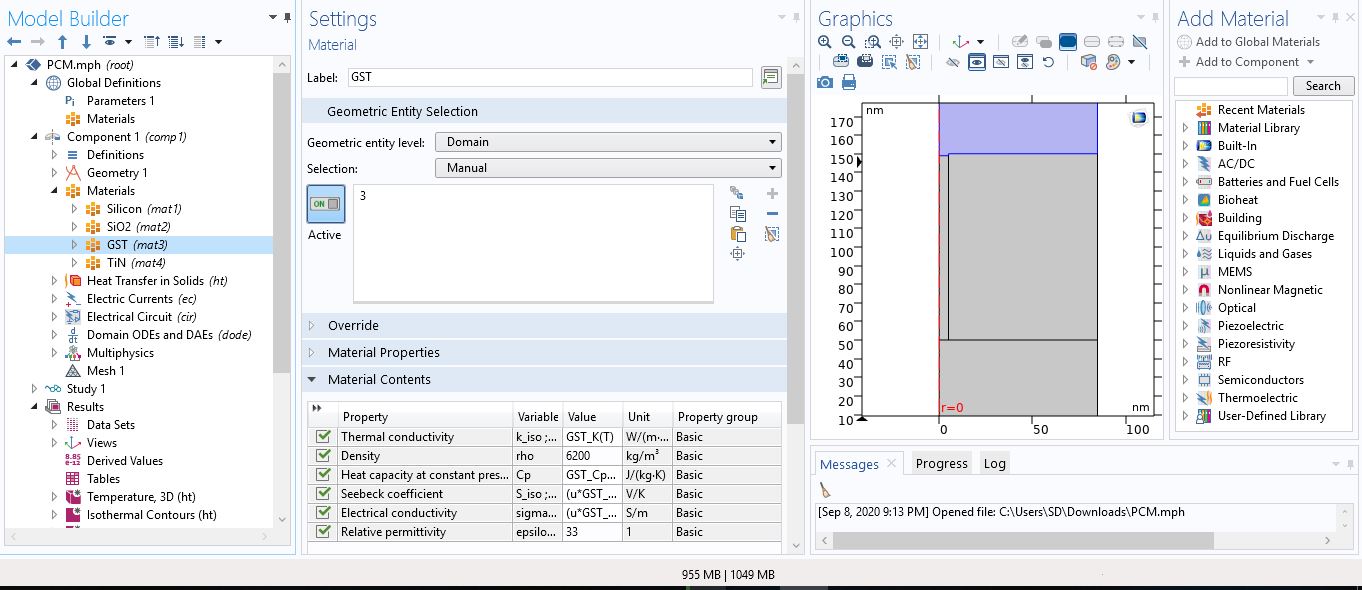 Model Builder
PCM.mph (root)
Global Definitions
Pi Parameters 1
Materials
Component 1 (comp1)
Definitions
Geometry 1
Materials
Silicon (mat1)
SiO2 (mat2)
GST (mat3)
TiN (mat4)
Heat Transfer in Solids (ht)
Electric Currents (ec)
Electrical Circuit (cir)
Domain ODEs and DAEs (dode)
Multiphysics
Mesh 1
Study 1
Results
Data Sets
Views
8.85
e-12 Derived Values
Tables
Temperature, 3D (ht)
Isothermal Contours (ht)
Settings
Material
Label: GST
Geometric Entity Selection
Geometric entity level: Domain
Selection: Manual
ON
Active
3
Override
Material Properties
Material Contents
Property Variable Value Unit Property group
Thermal conductivity k_iso ;... GST_K(T) W/(m·... Basic
Density rho 6200 kg/m³ Basic
Heat capacity at constant pres... Cp GST_Cp... J/(kg·K) Basic
Seebeck coefficient S_iso ;... (u*GST_... V/K Basic
Electrical conductivity sigma... (u*GST_... S/m Basic
Relative permittivity epsilo... 33 1 Basic
Graphics
nm
170
160
150
140
130
120
110
100
90
80
70
60
50
40
30
20
10
r=0
nm
0 50 100
Messages Progress Log
[Sep 8, 2020 9:13 PM] Opened file: C:\Users\SD\Downloads\PCM.mph
Add Material
Add to Global Materials
Add to Component
Search
Recent Materials
Material Library
Built-In
AC/DC
Batteries and Fuel Cells
Bioheat
Building
Δu Equilibrium Discharge
Liquids and Gases
μ MEMS
Nonlinear Magnetic
Optical
Piezoelectric
Piezoresistivity
RF
Semiconductors
Thermoelectric
User-Defined Library
955 MB | 1049 MB